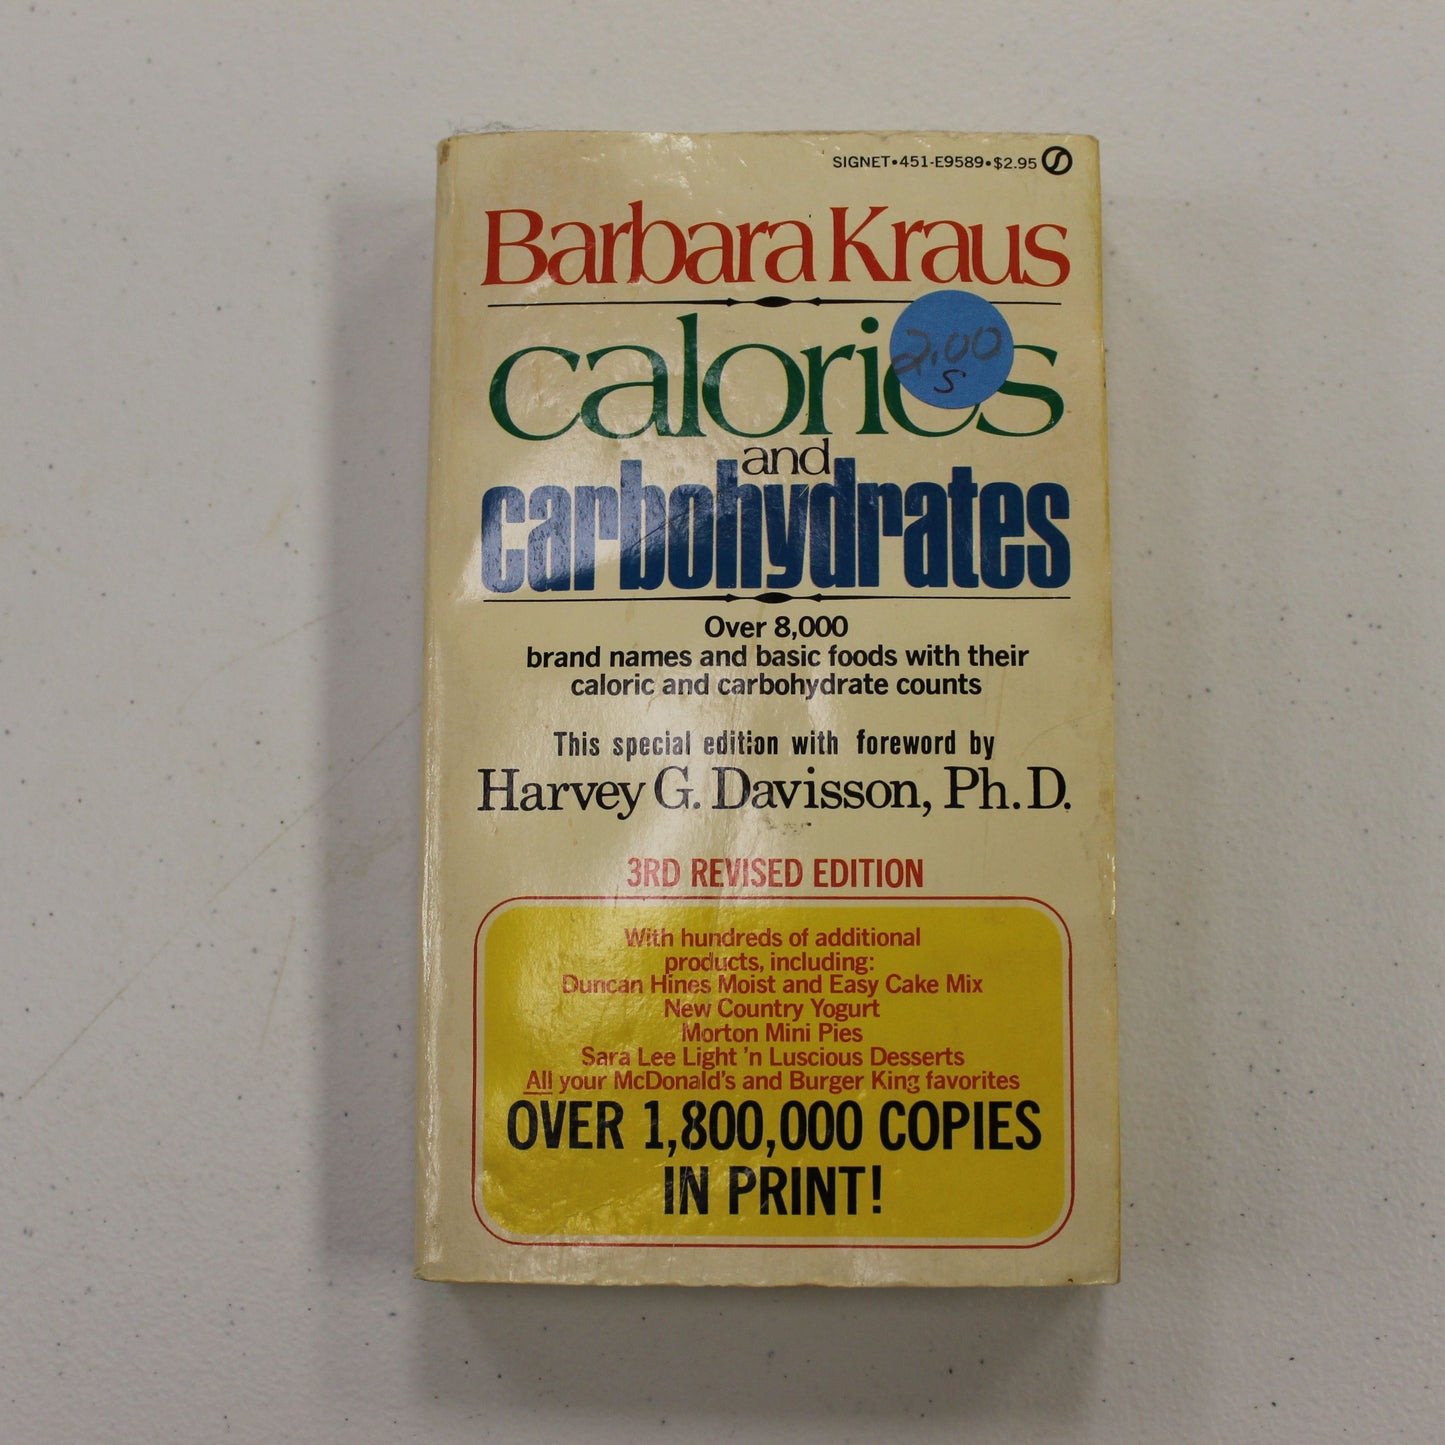 SIGNET•451-E9589•$2.95
Barbara Kraus
calories
2.00
S
and
carbohydrates
Over 8,000
brand names and basic foods with their
caloric and carbohydrate counts
This special edition with foreword by
Harvey G. Davisson, Ph.D.
3RD REVISED EDITION
With hundreds of additional
products, including:
Duncan Hines Moist and Easy Cake Mix
New Country Yogurt
Morton Mini Pies
Sara Lee Light 'n Luscious Desserts
All your McDonald's and Burger King favorites
OVER 1,800,000 COPIES
IN PRINT!